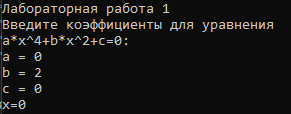 Лабораторная работа 1
Введите коэффициенты для уравнения
a*x^4+b*x^2+c=0:
a = 0
b = 2
c = 0
x=0